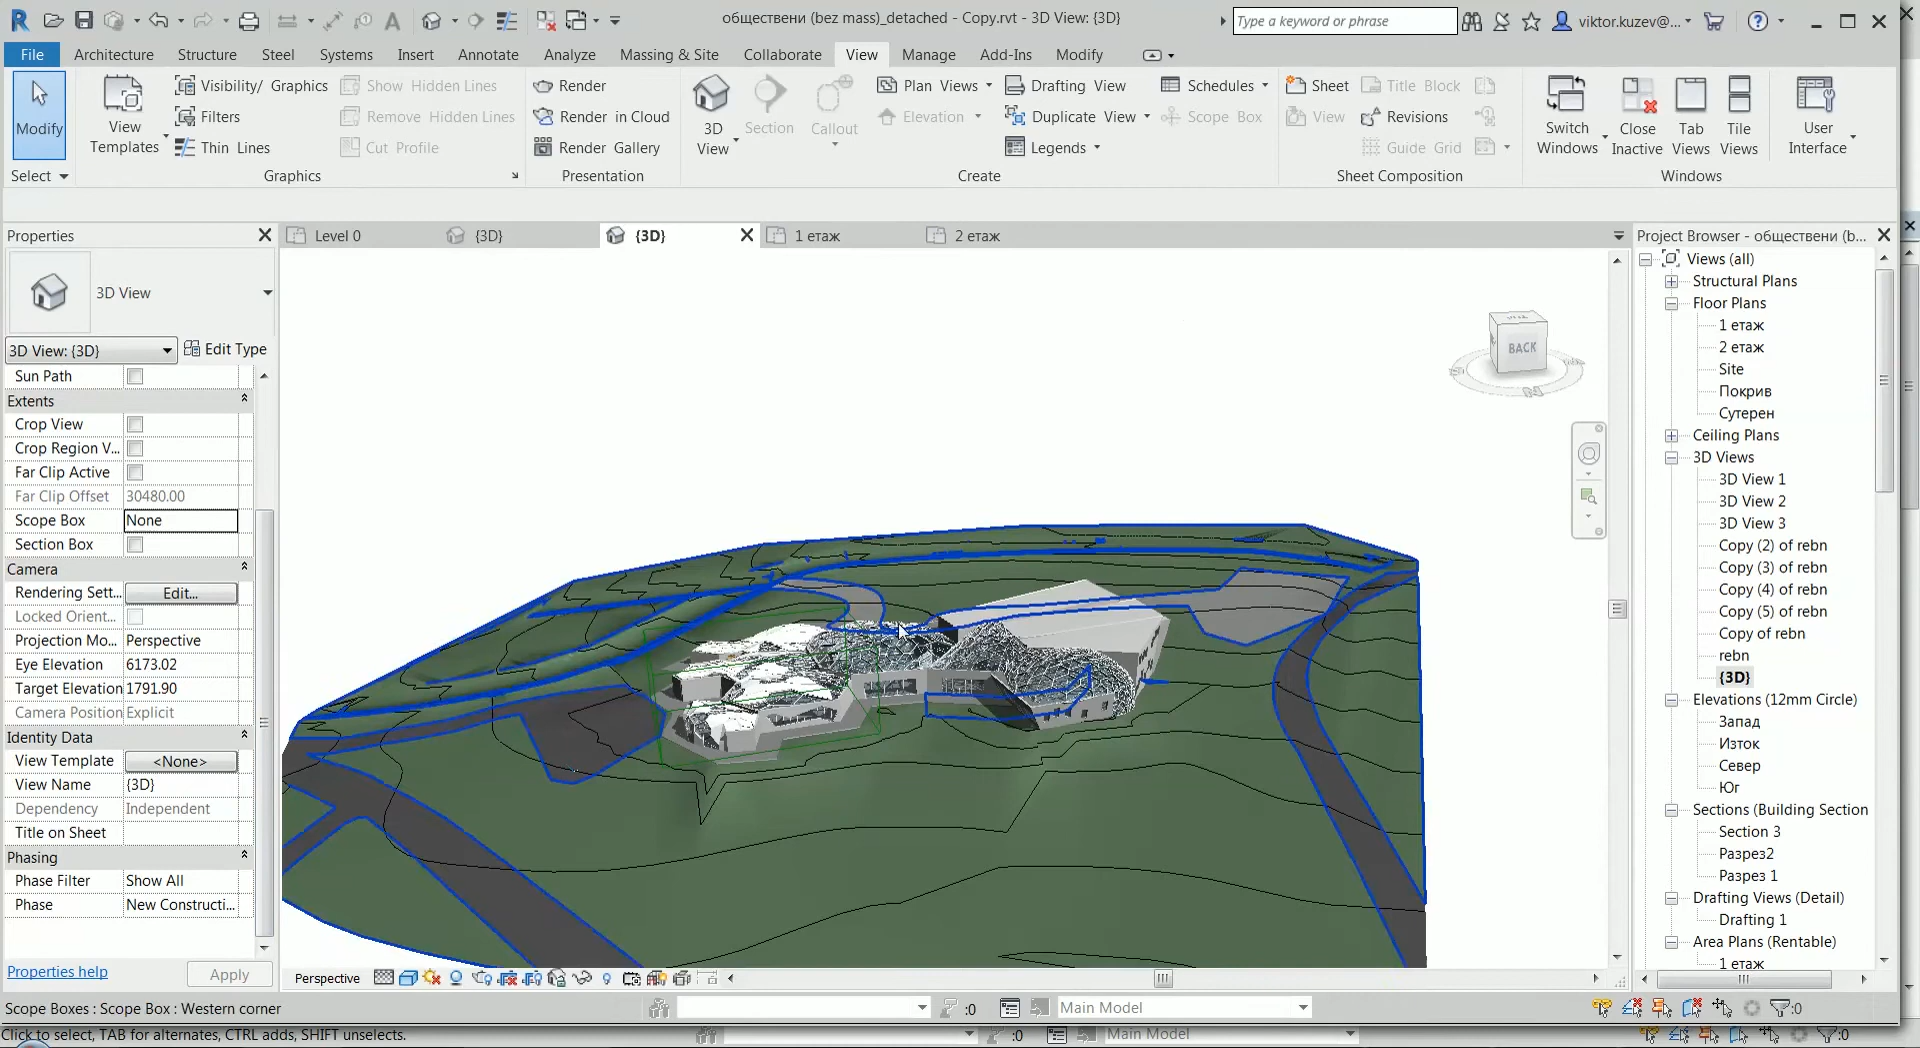 обществени (bez mass)_detached - Copy.rvt - 3D View: {3D}
Type a keyword or phrase
viktor.kuzev@...
File Architecture Structure Steel Systems Insert Annotate Analyze Massing & Site Collaborate View Manage Add-Ins Modify
Modify
View Templates
Visibility/ Graphics
Filters
Thin Lines
Show Hidden Lines
Remove Hidden Lines
Cut Profile
Render
Render in Cloud
Render Gallery
3D View
Section
Callout
Plan Views
Elevation
Drafting View
Duplicate View
Legends
Schedules
Scope Box
Sheet
View
Title Block
Revisions
Guide Grid
Switch Windows
Close Inactive
Tab Views
Tile Views
User Interface
Select Graphics Presentation Create Sheet Composition Windows
Properties
Level 0 {3D} {3D} 1 етаж 2 етаж
Project Browser - обществени (b...
3D View
3D View: {3D} Edit Type
Sun Path
Extents
Crop View
Crop Region V...
Far Clip Active
Far Clip Offset 30480.00
Scope Box None
Section Box
Camera
Rendering Sett... Edit...
Locked Orient...
Projection Mo... Perspective
Eye Elevation 6173.02
Target Elevation 1791.90
Camera Position Explicit
Identity Data
View Template <None>
View Name {3D}
Dependency Independent
Title on Sheet
Phasing
Phase Filter Show All
Phase New Constructi...
Properties help Apply
BACK
Views (all)
Structural Plans
Floor Plans
1 етаж
2 етаж
Site
Покрив
Сутерен
Ceiling Plans
3D Views
3D View 1
3D View 2
3D View 3
Copy (2) of rebn
Copy (3) of rebn
Copy (4) of rebn
Copy (5) of rebn
Copy of rebn
rebn
{3D}
Elevations (12mm Circle)
Запад
Изток
Север
Юг
Sections (Building Section
Section 3
Разрез2
Разрез 1
Drafting Views (Detail)
Drafting 1
Area Plans (Rentable)
1 етаж
Perspective
Scope Boxes : Scope Box : Western corner
:0
Main Model
:0
Click to select, TAB for alternates, CTRL adds, SHIFT unselects.
:0
Main Model
:0